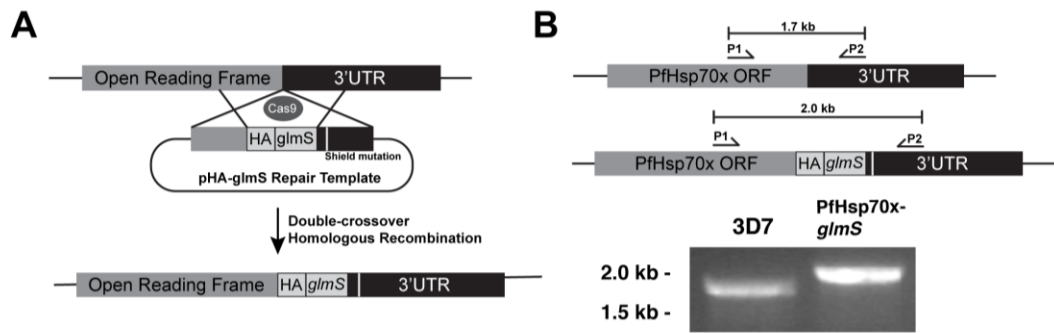 A
Open Reading Frame 3'UTR
Cas9
HA glmS
Shield mutation
pHA-glmS Repair Template
Double-crossover
Homologous Recombination
Open Reading Frame HA glmS 3'UTR
B
1.7 kb
P1 P2
PfHsp70x ORF 3'UTR
2.0 kb
P1 P2
PfHsp70x ORF HA glmS 3'UTR
3D7
PfHsp70x-
glmS
2.0 kb -
1.5 kb -